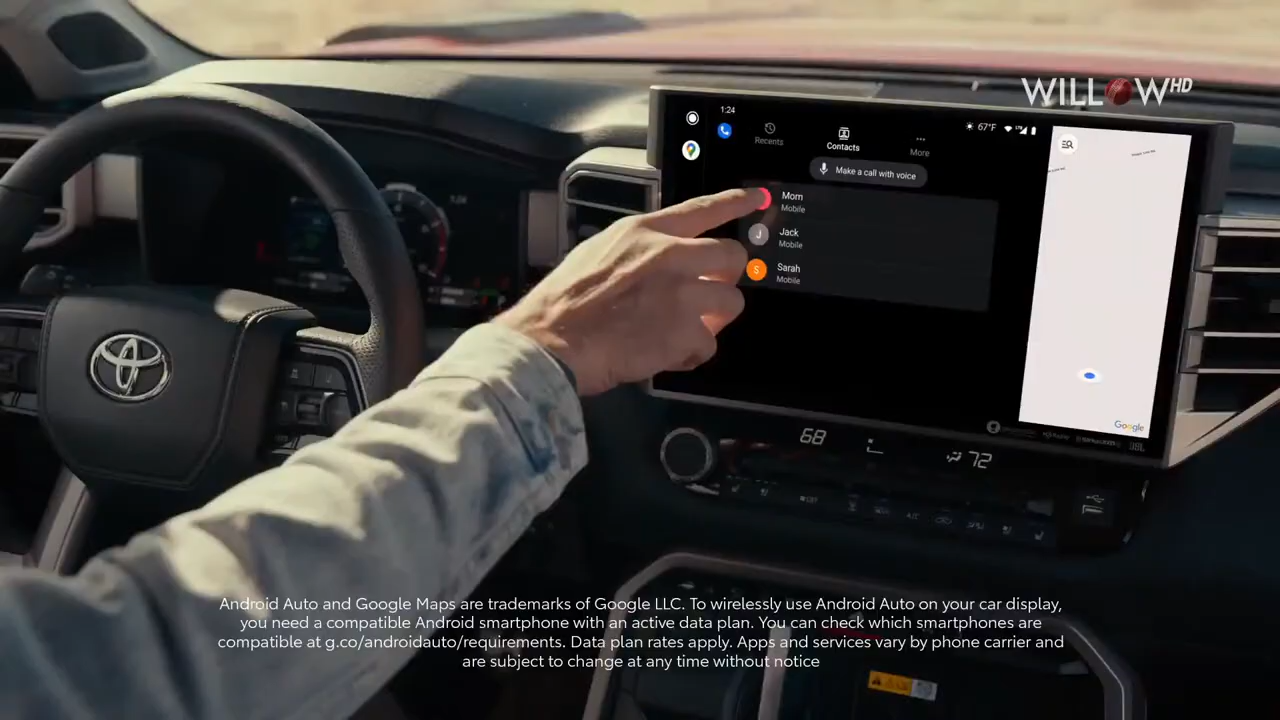 WILLOW HD
1:24
67°F
Recents
Contacts
More
Make a call with voice
Mom
Mobile
J
Jack
Mobile
S
Sarah
Mobile
Google
JBL
68
72
Android Auto and Google Maps are trademarks of Google LLC. To wirelessly use Android Auto on your car display,
you need a compatible Android smartphone with an active data plan. You can check which smartphones are
compatible at g.co/androidauto/requirements. Data plan rates apply. Apps and services vary by phone carrier and
are subject to change at any time without notice